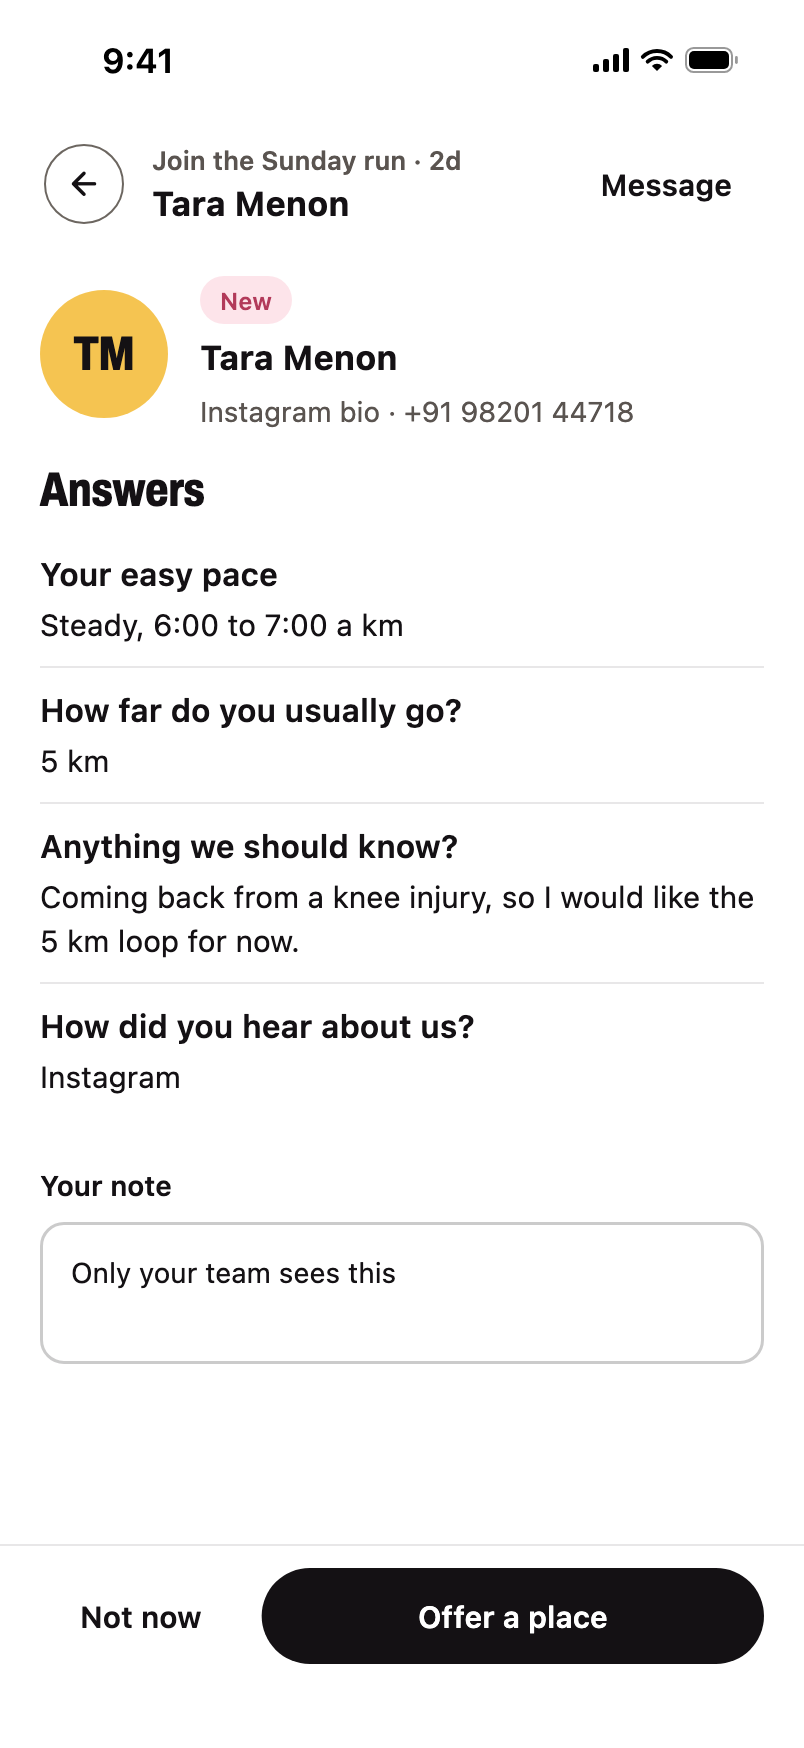 9:41
Join the Sunday run · 2d
Tara Menon
Message
TM
New
Tara Menon
Instagram bio · +91 98201 44718
Answers
Your easy pace
Steady, 6:00 to 7:00 a km
How far do you usually go?
5 km
Anything we should know?
Coming back from a knee injury, so I would like the
5 km loop for now.
How did you hear about us?
Instagram
Your note
Only your team sees this
Not now
Offer a place